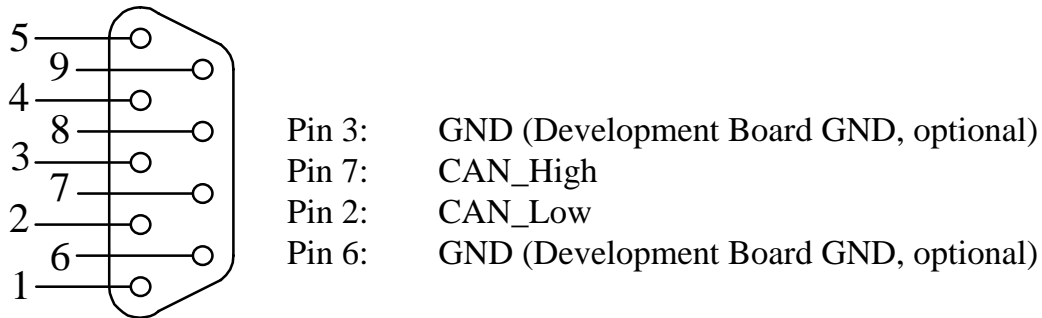 5
9
4
8
3
7
2
6
1
Pin 3: GND (Development Board GND, optional)
Pin 7: CAN_High
Pin 2: CAN_Low
Pin 6: GND (Development Board GND, optional)